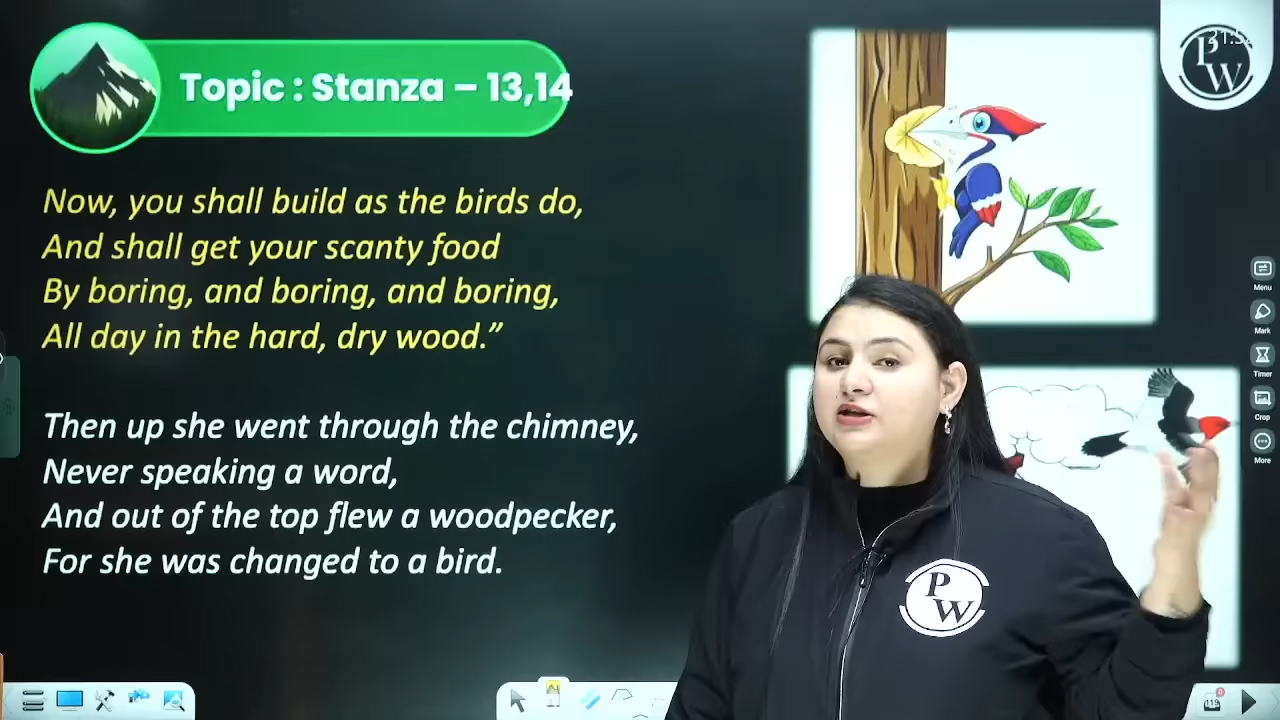 Topic : Stanza – 13,14
Now, you shall build as the birds do,
And shall get your scanty food
By boring, and boring, and boring,
All day in the hard, dry wood.”
Then up she went through the chimney,
Never speaking a word,
And out of the top flew a woodpecker,
For she was changed to a bird.
P
W
P
W
Menu
Mark
Timer
Crop
More
119